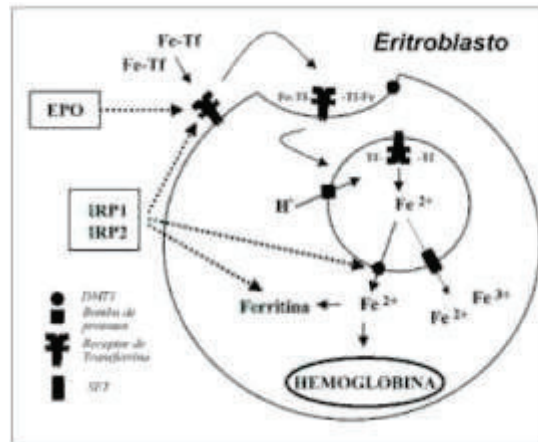 Eritroblasto
Fe-Tf
Fe-Tf
EPO
Fe-Tf -Tf-Fe
Tf- -Tf
H⁺
Fe 2+
IRP1
IRP2
Ferritina
Fe 2+
Fe 2+
Fe 3+
HEMOGLOBINA
DMT1
Bomba de
protones
Receptor de
Transferrina